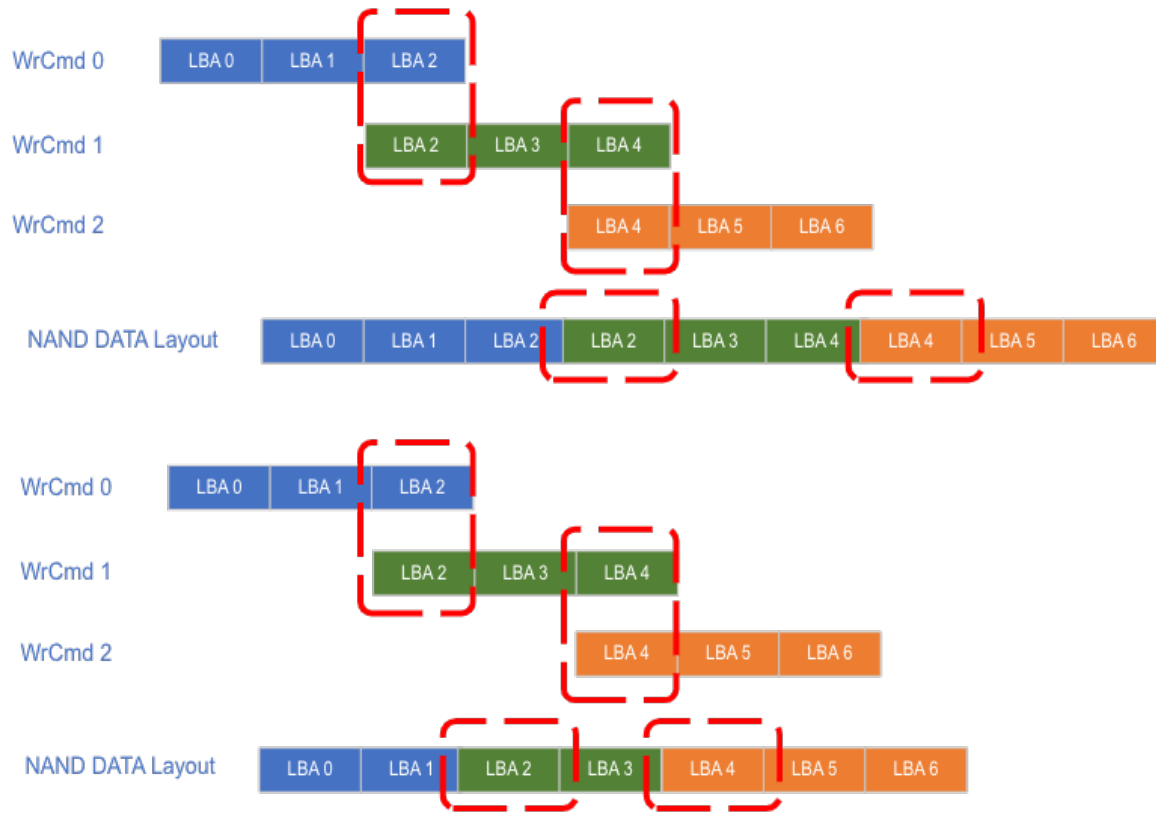 WrCmd 0 LBA 0 LBA 1 LBA 2
WrCmd 1 LBA 2 LBA 3 LBA 4
WrCmd 2 LBA 4 LBA 5 LBA 6
NAND DATA Layout LBA 0 LBA 1 LBA 2 LBA 2 LBA 3 LBA 4 LBA 4 LBA 5 LBA 6
WrCmd 0 LBA 0 LBA 1 LBA 2
WrCmd 1 LBA 2 LBA 3 LBA 4
WrCmd 2 LBA 4 LBA 5 LBA 6
NAND DATA Layout LBA 0 LBA 1 LBA 2 LBA 3 LBA 4 LBA 5 LBA 6